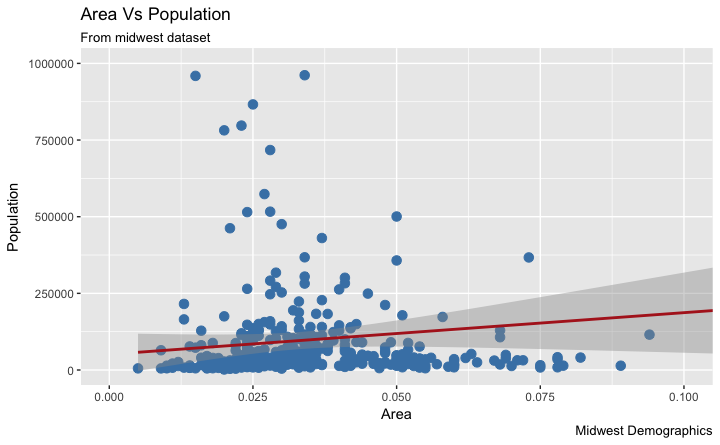 Area Vs Population
From midwest dataset
1000000
750000
500000
250000
0
Population
0.000 0.025 0.050 0.075 0.100
Area
Midwest Demographics